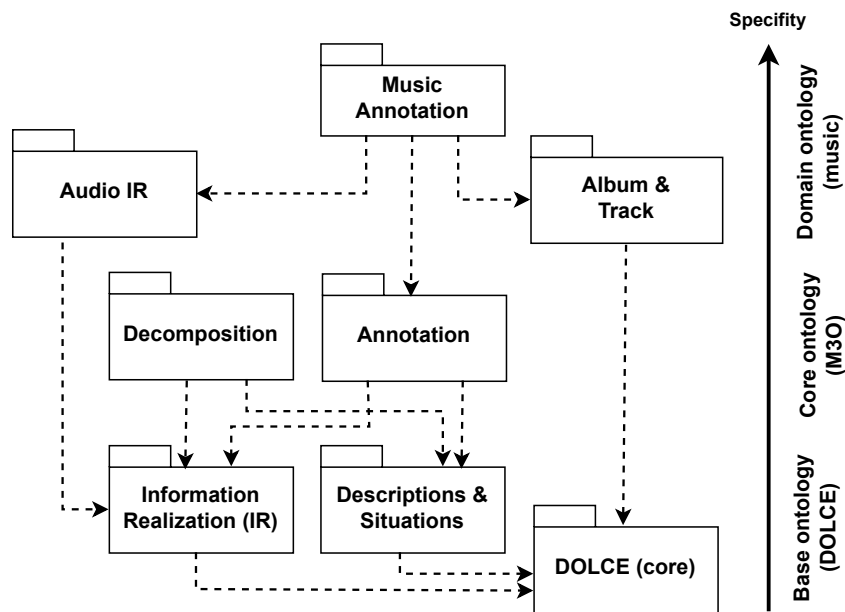 Specifity
Music
Annotation
Audio IR
Album &
Track
Domain ontology
(music)
Decomposition
Annotation
Core ontology
(M3O)
Information
Realization (IR)
Descriptions &
Situations
DOLCE (core)
Base ontology
(DOLCE)